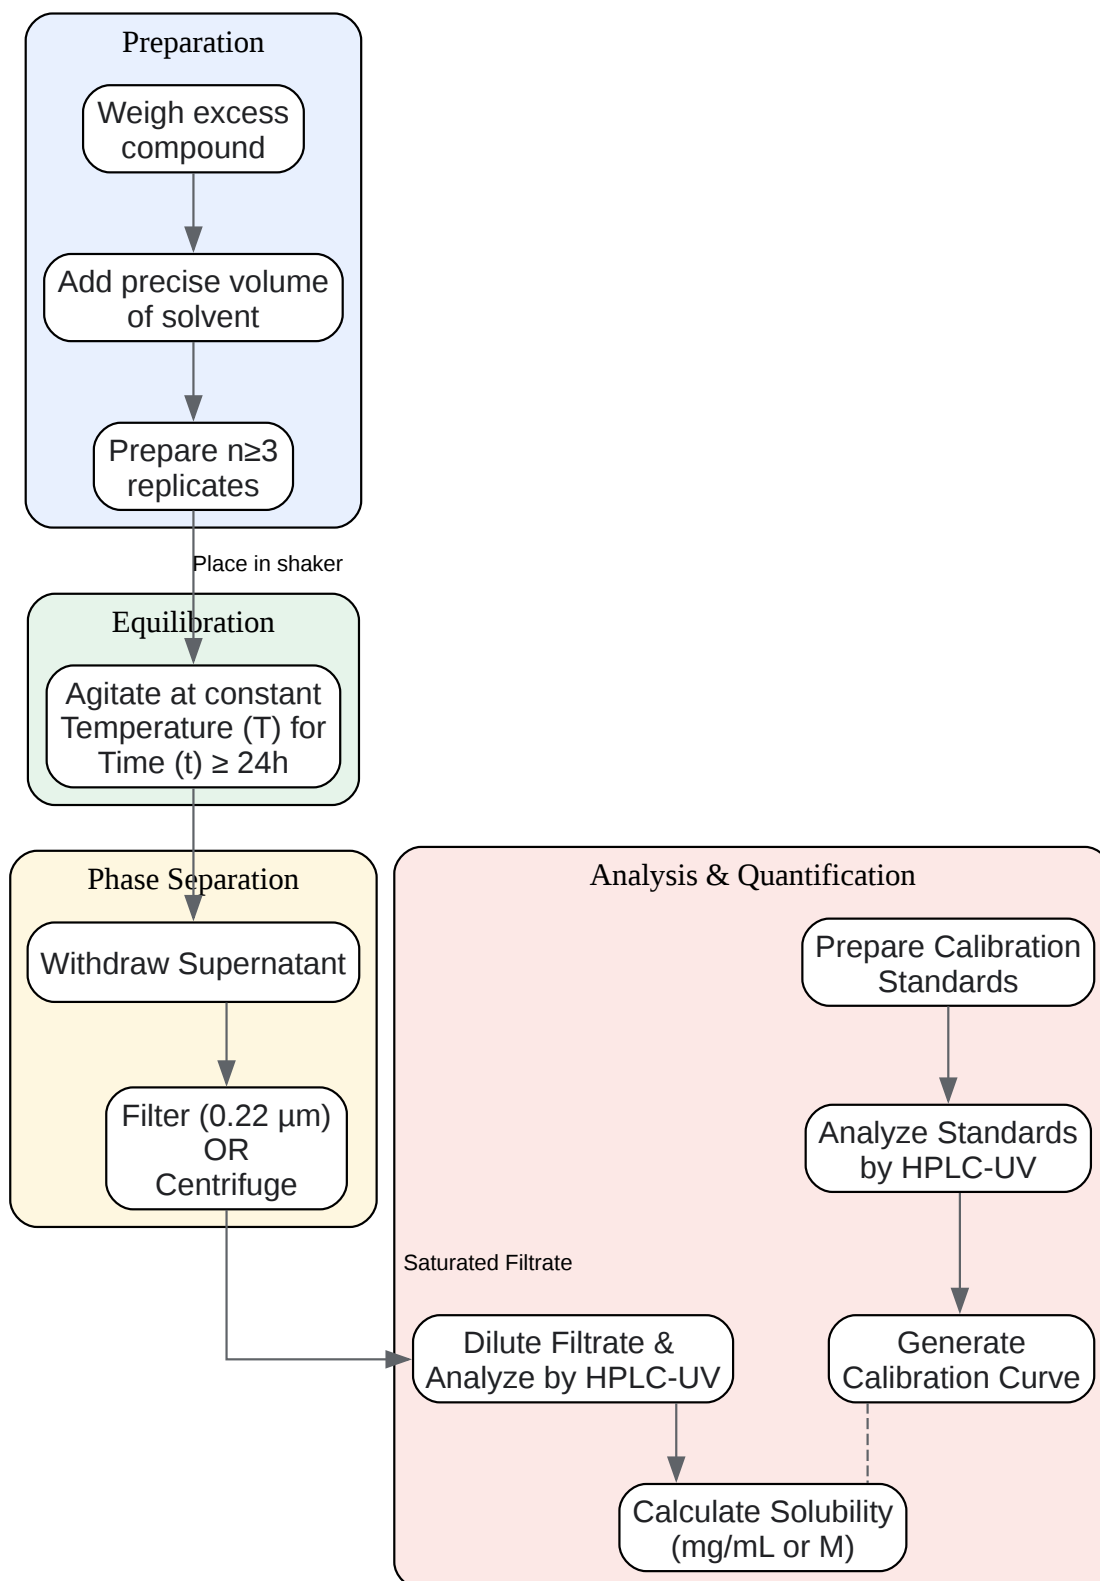 Preparation
Weigh excess
compound
Add precise volume
of solvent
Prepare n≥3
replicates
Place in shaker
Equilibration
Agitate at constant
Temperature (T) for
Time (t) ≥ 24h
Phase Separation
Withdraw Supernatant
Filter (0.22 µm)
OR
Centrifuge
Saturated Filtrate
Analysis & Quantification
Prepare Calibration
Standards
Analyze Standards
by HPLC-UV
Generate
Calibration Curve
Dilute Filtrate &
Analyze by HPLC-UV
Calculate Solubility
(mg/mL or M)